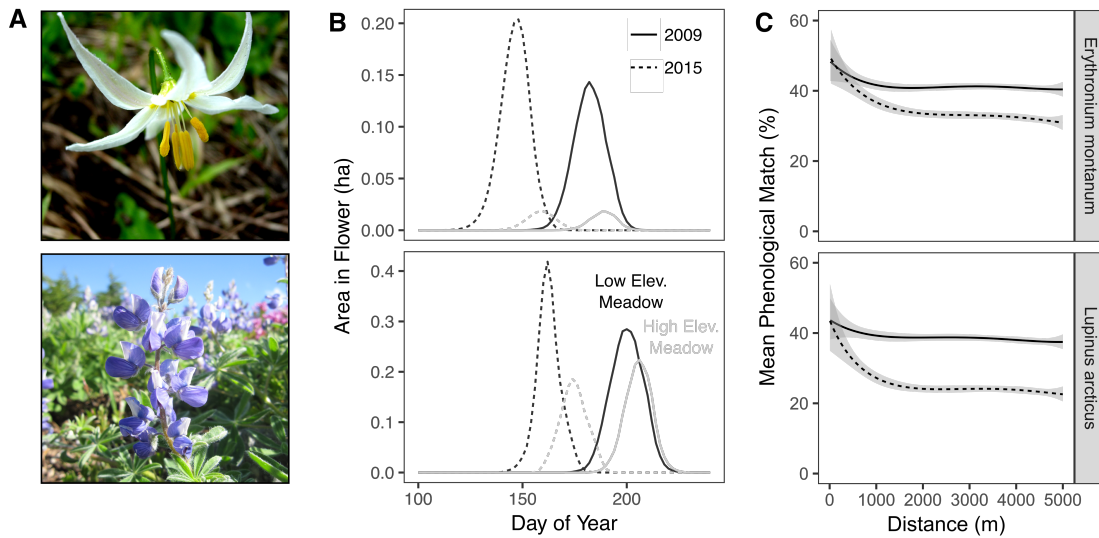 A
B
C
Area in Flower (ha)
0.20
0.15
0.10
0.05
0.00
2009
2015
0.4
0.3
0.2
0.1
0.0
Low Elev.
Meadow
High Elev.
Meadow
100
150
200
Day of Year
Mean Phenological Match (%)
60
40
20
0
Erythronium montanum
60
40
20
0
Lupinus arcticus
0
1000
2000
3000
4000
5000
Distance (m)